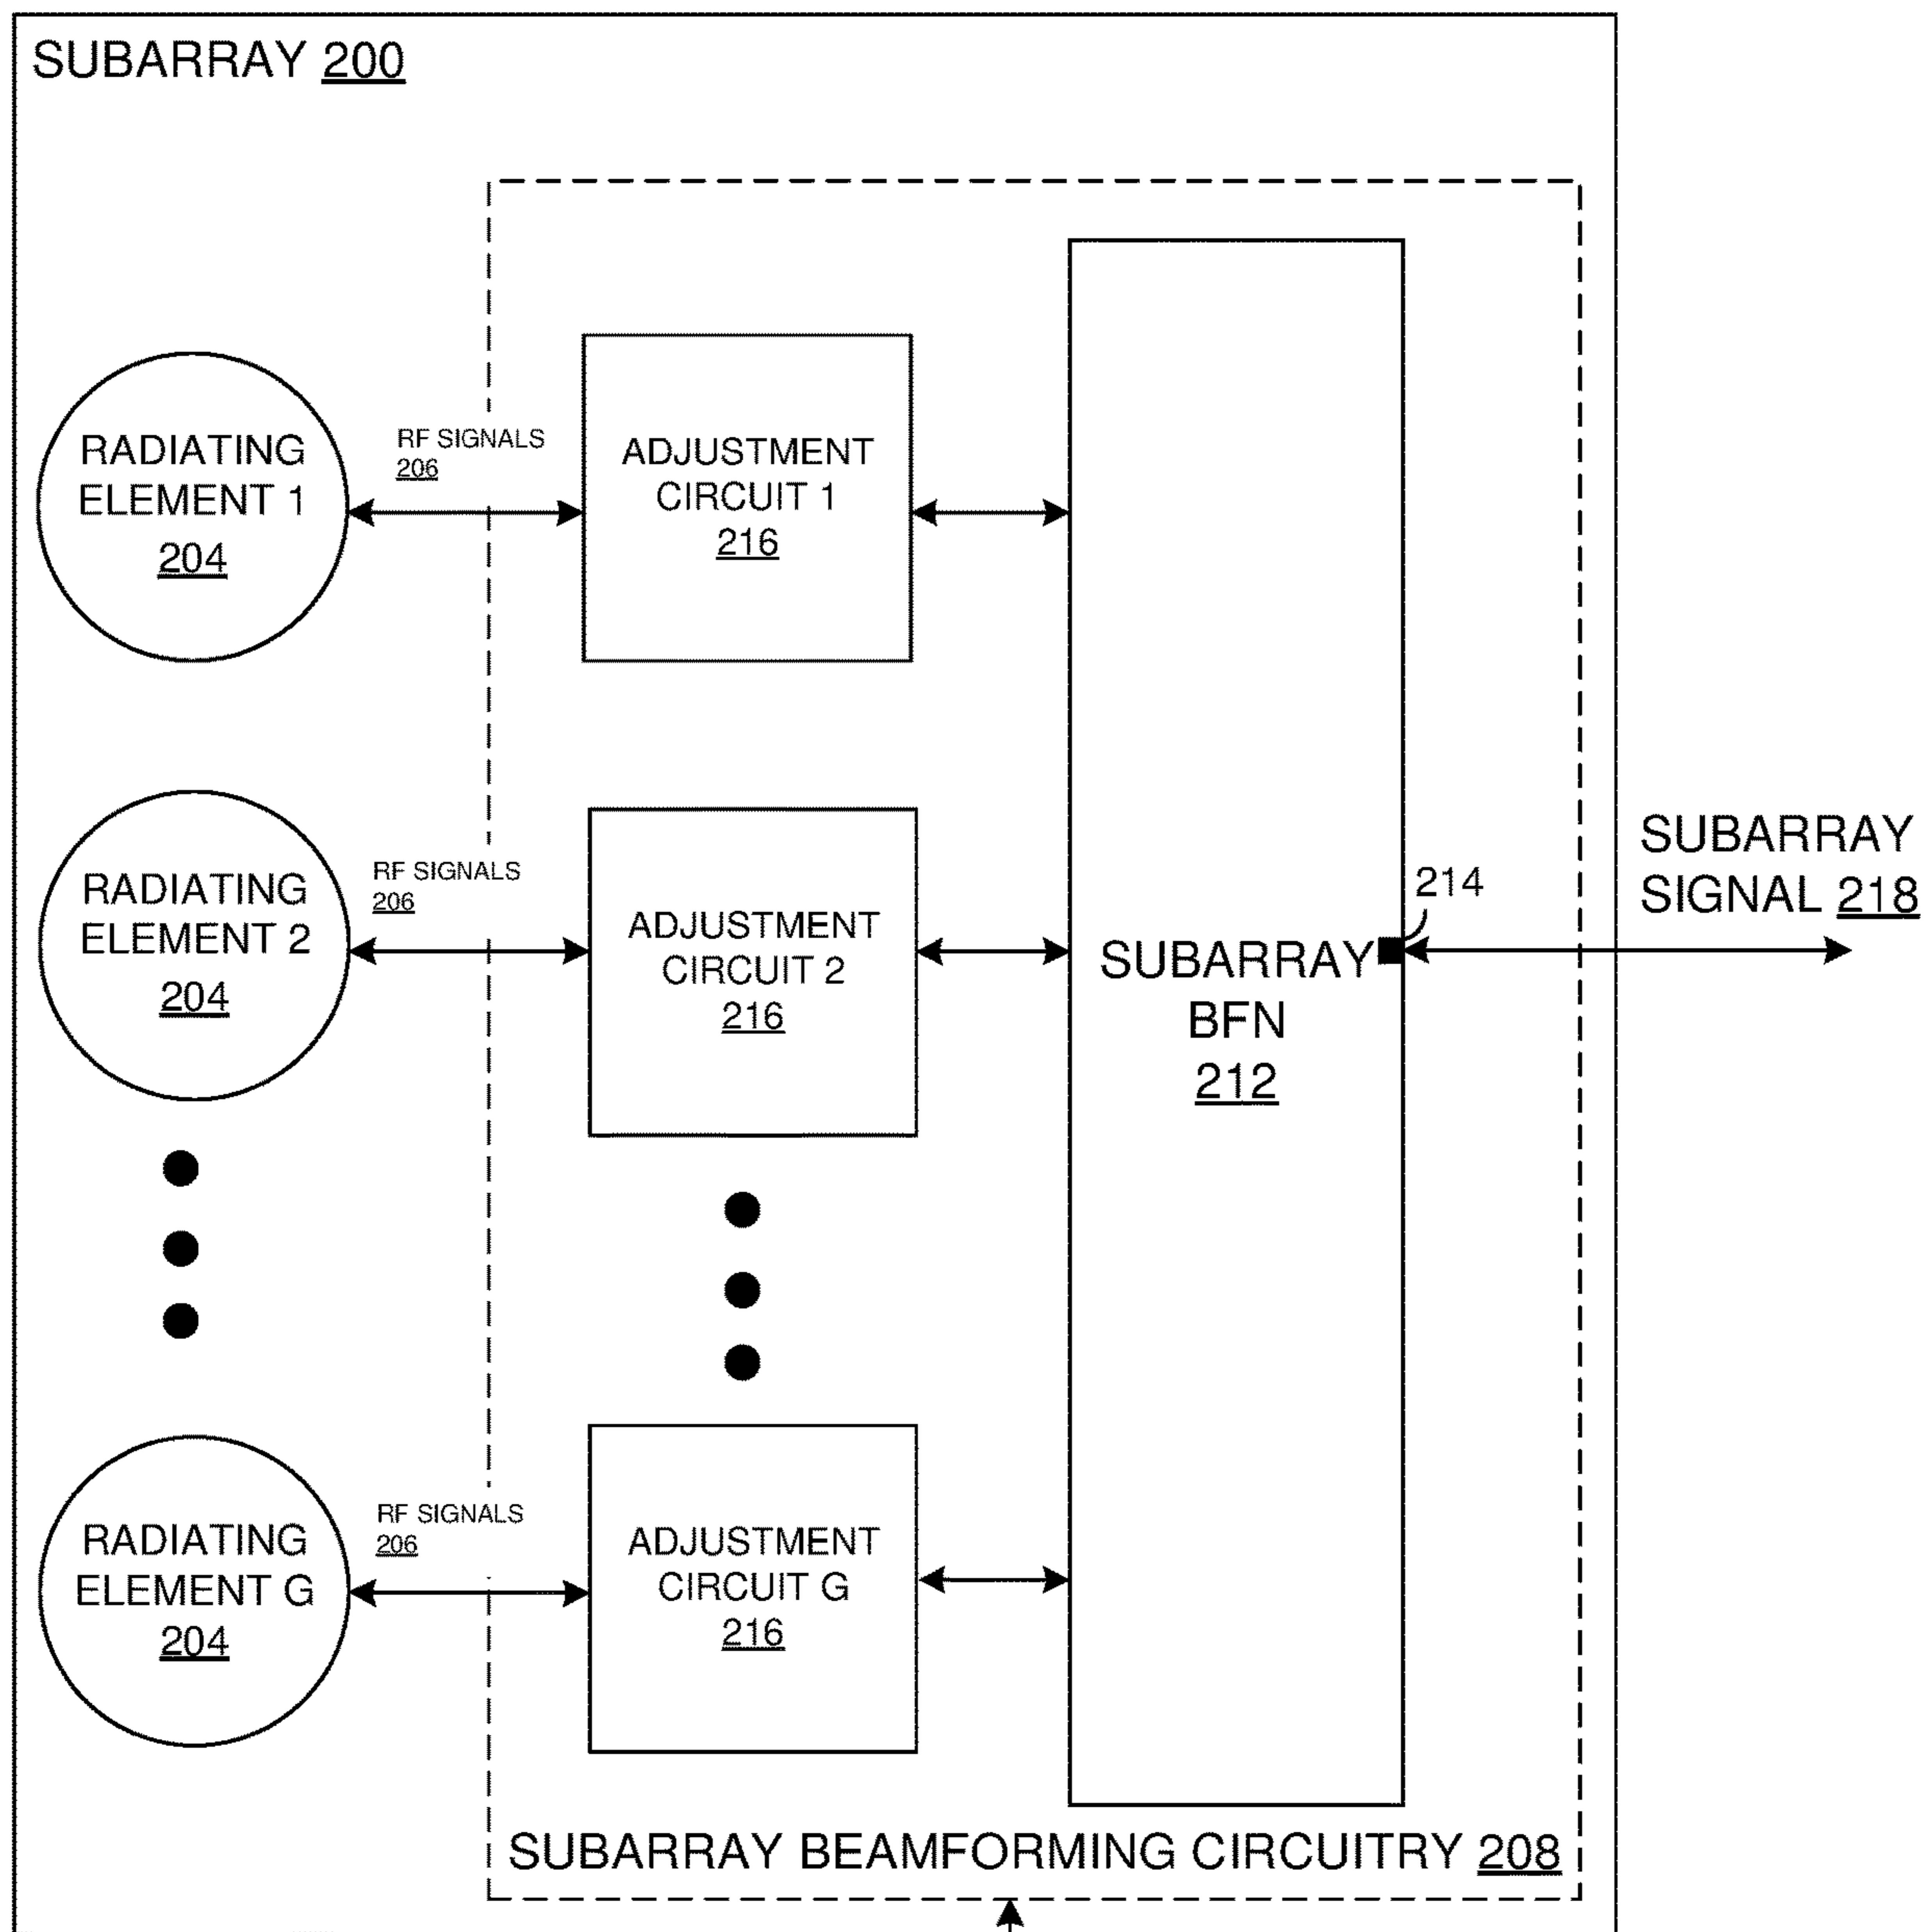 SUBARRAY 200
RADIATING
ELEMENT 1
204
RF SIGNALS
206
ADJUSTMENT
CIRCUIT 1
216
RADIATING
ELEMENT 2
204
RF SIGNALS
206
ADJUSTMENT
CIRCUIT 2
216
SUBARRAY
BFN
212
214
SUBARRAY
SIGNAL 218
RADIATING
ELEMENT G
204
RF SIGNALS
206
ADJUSTMENT
CIRCUIT G
216
SUBARRAY BEAMFORMING CIRCUITRY 208